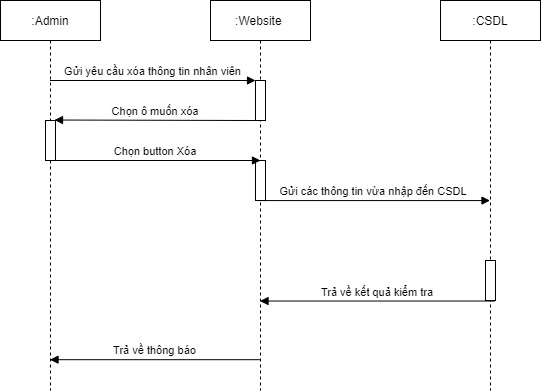 :Admin
:Website
:CSDL
Gửi yêu cầu xóa thông tin nhân viên
Chọn ô muốn xóa
Chọn button Xóa
Gửi các thông tin vừa nhập đến CSDL
Trả về kết quả kiểm tra
Trả về thông báo